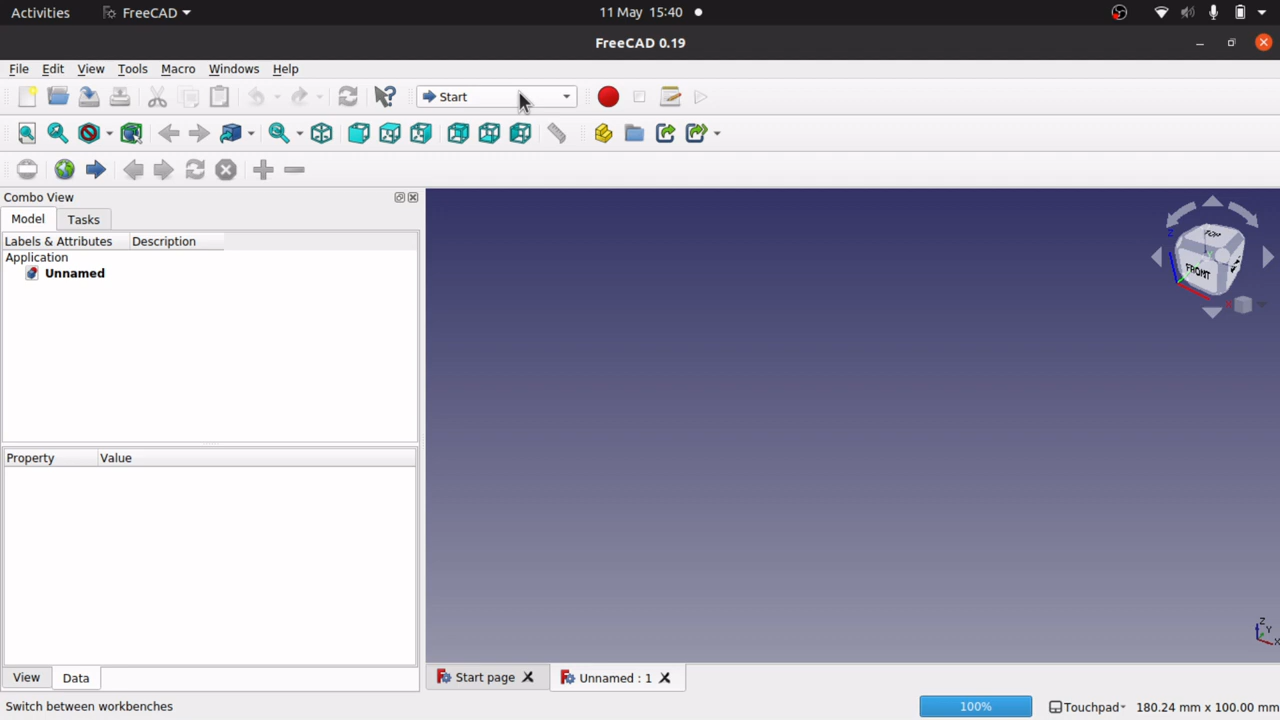 Activities FreeCAD 11 May 15:40
FreeCAD 0.19
File Edit View Tools Macro Windows Help
Start
Combo View
Model Tasks
Labels & Attributes Description
Application
Unnamed
TOP
FRONT
Z
Property Value
Z
Y
X
View Data
Start page Unnamed : 1
Switch between workbenches 100% Touchpad 180.24 mm x 100.00 mm